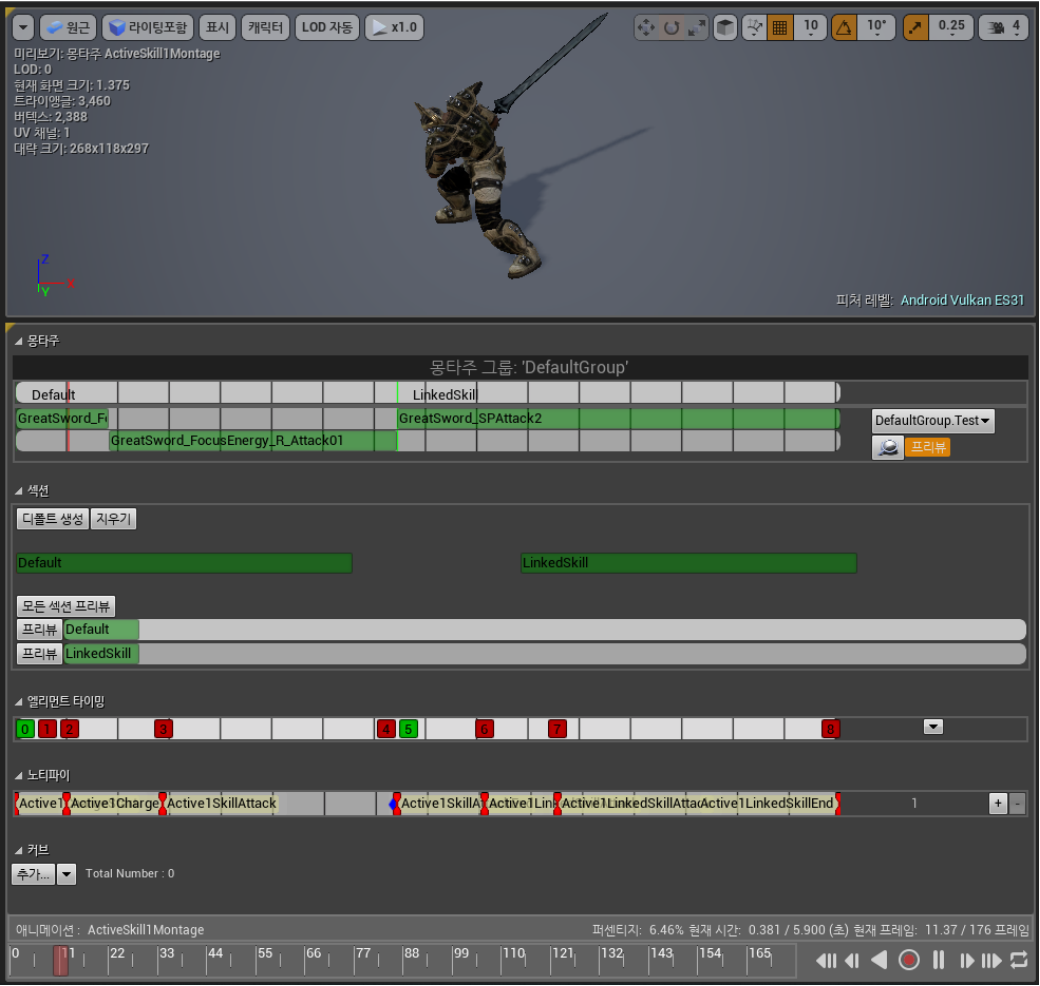 원근 라이팅포함 표시 캐릭터 LOD 자동 x1.0 10 10° 0.25 4
미리보기: 몽타주 ActiveSkill1Montage
LOD: 0
현재 화면 크기: 1.375
트라이앵글: 3,460
버텍스: 2,388
UV 채널: 1
대략 크기: 268x118x297
Z
X
Y
피처 레벨: Android Vulkan ES31
몽타주
몽타주 그룹: 'DefaultGroup'
Default LinkedSkill
GreatSword_F GreatSword_SPAttack2 DefaultGroup.Test
GreatSword_FocusEnergy_R_Attack01
프리뷰
섹션
디폴트 생성 지우기
Default LinkedSkill
모든 섹션 프리뷰
프리뷰 Default
프리뷰 LinkedSkill
엘리먼트 타이밍
0 1 2 3 4 5 6 7 8
노티파이
Active1 Active1Charge Active1SkillAttack Active1SkillA Active1Link Active1LinkedSkillAttac Active1LinkedSkillEnd 1 + -
커브
추가... Total Number : 0
애니메이션 : ActiveSkill1Montage 퍼센티지: 6.46% 현재 시간: 0.381 / 5.900 (초) 현재 프레임: 11.37 / 176 프레임
0 11 22 33 44 55 66 77 88 99 110 121 132 143 154 165